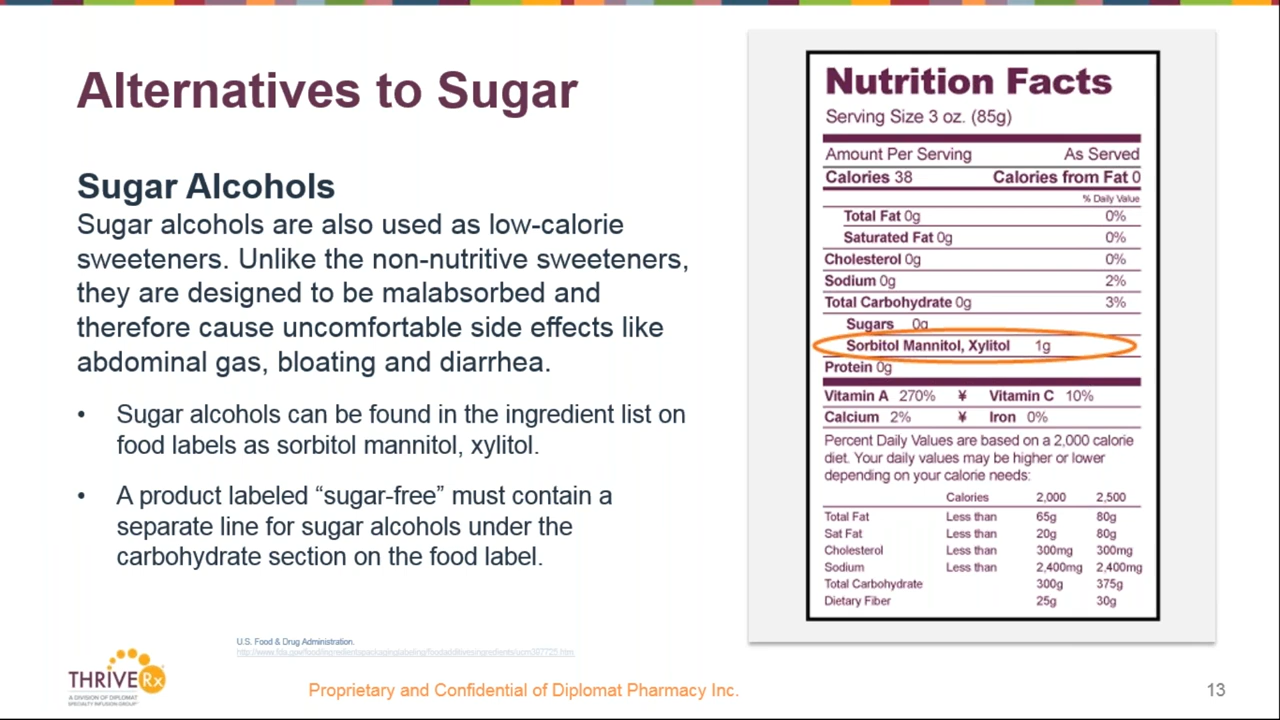 Alternatives to Sugar
Sugar Alcohols
Sugar alcohols are also used as low-calorie
sweeteners. Unlike the non-nutritive sweeteners,
they are designed to be malabsorbed and
therefore cause uncomfortable side effects like
abdominal gas, bloating and diarrhea.
• Sugar alcohols can be found in the ingredient list on
food labels as sorbitol mannitol, xylitol.
• A product labeled “sugar-free” must contain a
separate line for sugar alcohols under the
carbohydrate section on the food label.
Nutrition Facts
Serving Size 3 oz. (85g)
Amount Per Serving As Served
Calories 38 Calories from Fat 0
% Daily Value
Total Fat 0g 0%
Saturated Fat 0g 0%
Cholesterol 0g 0%
Sodium 0g 2%
Total Carbohydrate 0g 3%
Sugars 0g
Sorbitol Mannitol, Xylitol 1g
Protein 0g
Vitamin A 270% ¥ Vitamin C 10%
Calcium 2% ¥ Iron 0%
Percent Daily Values are based on a 2,000 calorie
diet. Your daily values may be higher or lower
depending on your calorie needs:
Calories 2,000 2,500
Total Fat Less than 65g 80g
Sat Fat Less than 20g 80g
Cholesterol Less than 300mg 300mg
Sodium Less than 2,400mg 2,400mg
Total Carbohydrate 300g 375g
Dietary Fiber 25g 30g
U.S. Food & Drug Administration.
THRIVE Rx
A DIVISION OF DIPLOMAT
SPECIALTY INFUSION GROUP
Proprietary and Confidential of Diplomat Pharmacy Inc.
13